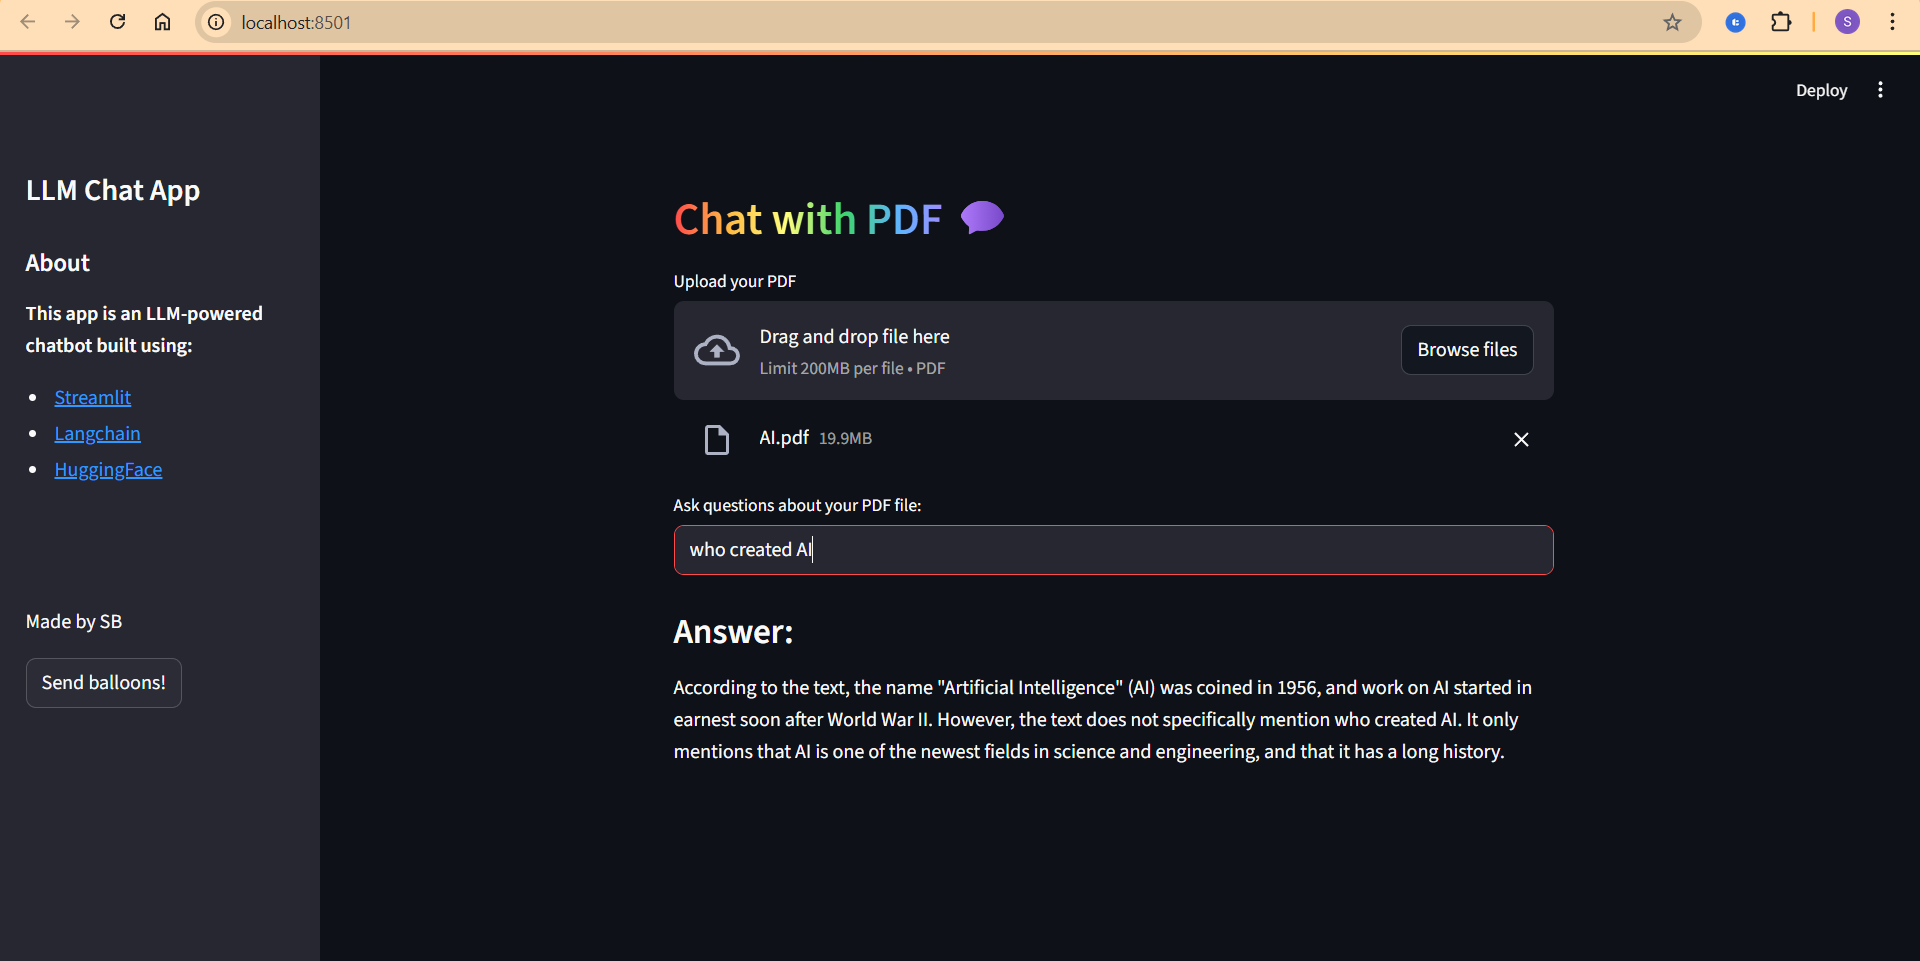 localhost:8501
S
Deploy
LLM Chat App
About
This app is an LLM-powered
chatbot built using:
Streamlit
Langchain
HuggingFace
Made by SB
Send balloons!
Chat with PDF
Upload your PDF
Drag and drop file here
Limit 200MB per file • PDF
Browse files
AI.pdf 19.9MB
Ask questions about your PDF file:
who created AI
Answer:
According to the text, the name "Artificial Intelligence" (AI) was coined in 1956, and work on AI started in
earnest soon after World War II. However, the text does not specifically mention who created AI. It only
mentions that AI is one of the newest fields in science and engineering, and that it has a long history.